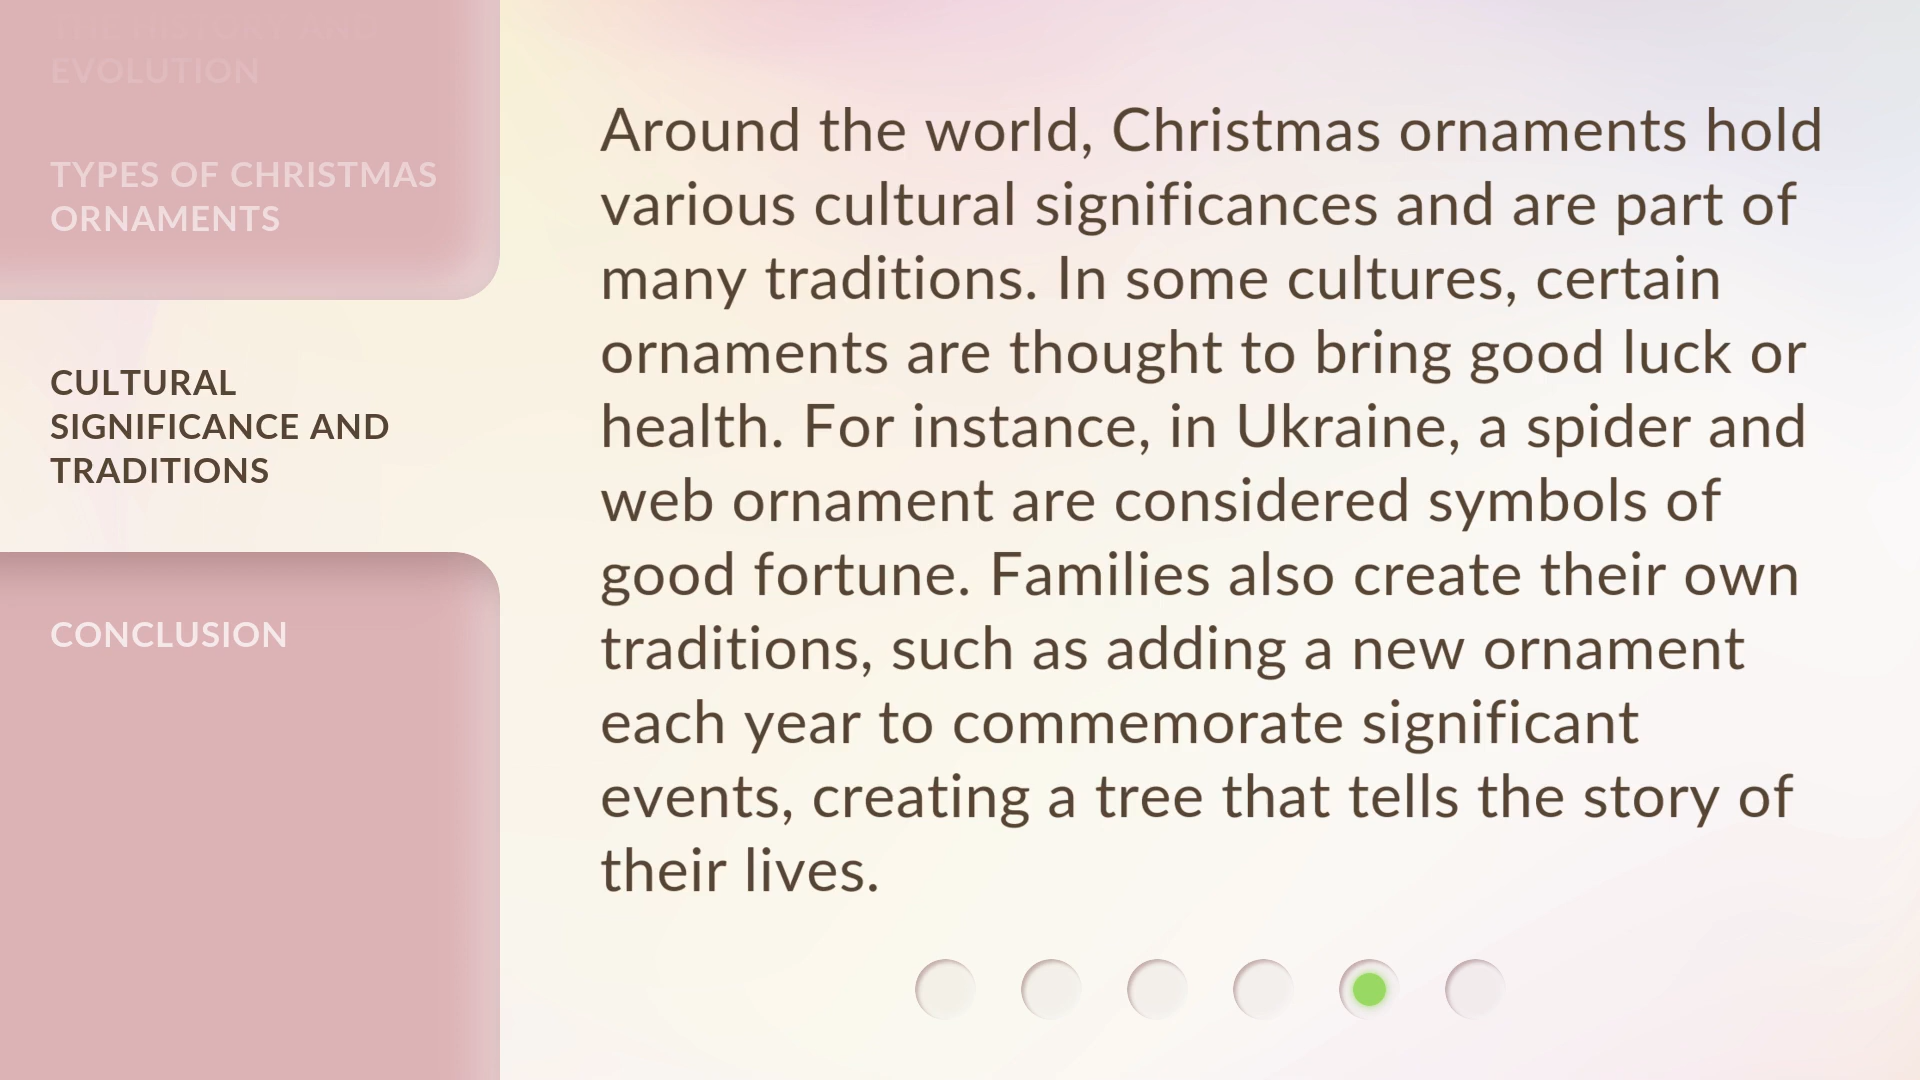 THE HISTORY AND
EVOLUTION
TYPES OF CHRISTMAS
ORNAMENTS
CULTURAL
SIGNIFICANCE AND
TRADITIONS
CONCLUSION
Around the world, Christmas ornaments hold
various cultural significances and are part of
many traditions. In some cultures, certain
ornaments are thought to bring good luck or
health. For instance, in Ukraine, a spider and
web ornament are considered symbols of
good fortune. Families also create their own
traditions, such as adding a new ornament
each year to commemorate significant
events, creating a tree that tells the story of
their lives.